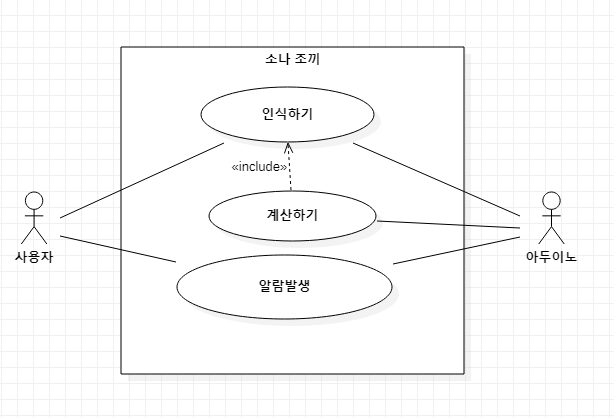 소나 조끼
인식하기
«include»
계산하기
사용자
아두이노
알람발생